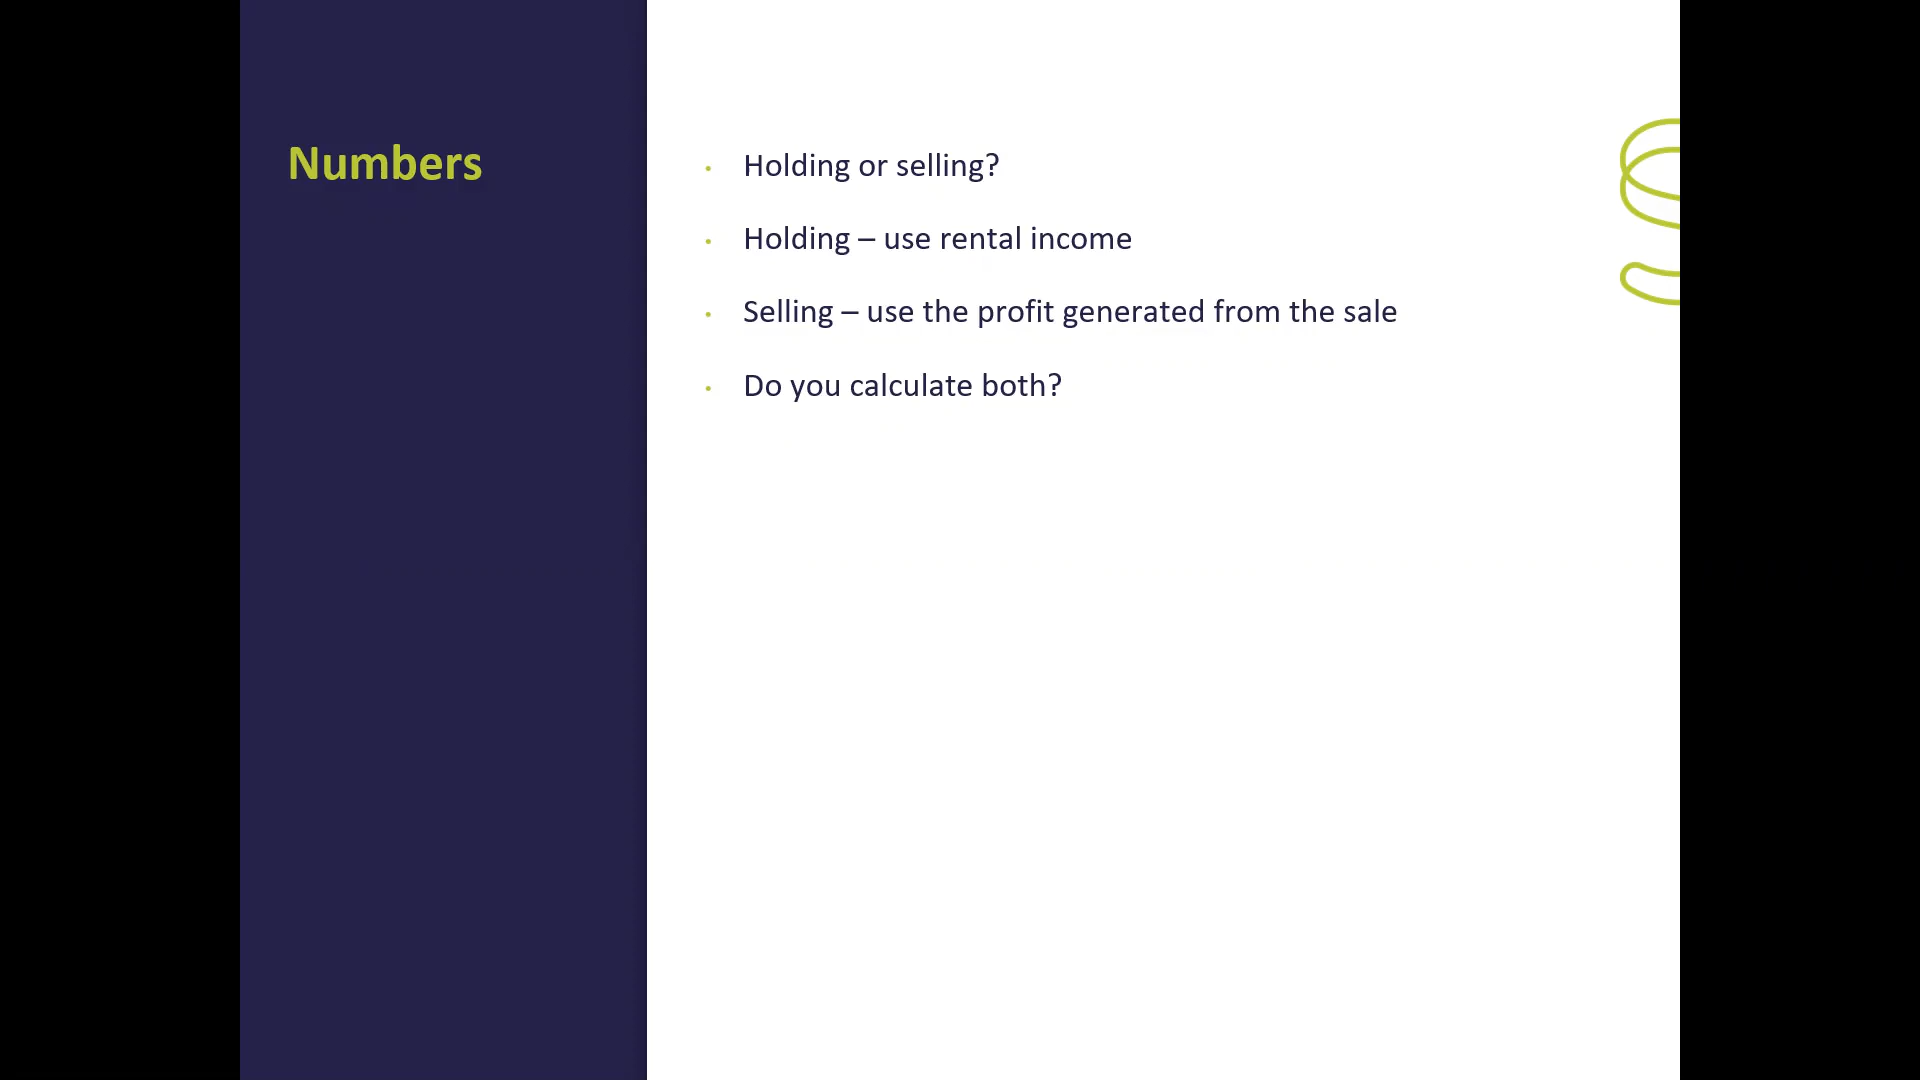 Numbers
Holding or selling?
Holding – use rental income
Selling – use the profit generated from the sale
Do you calculate both?